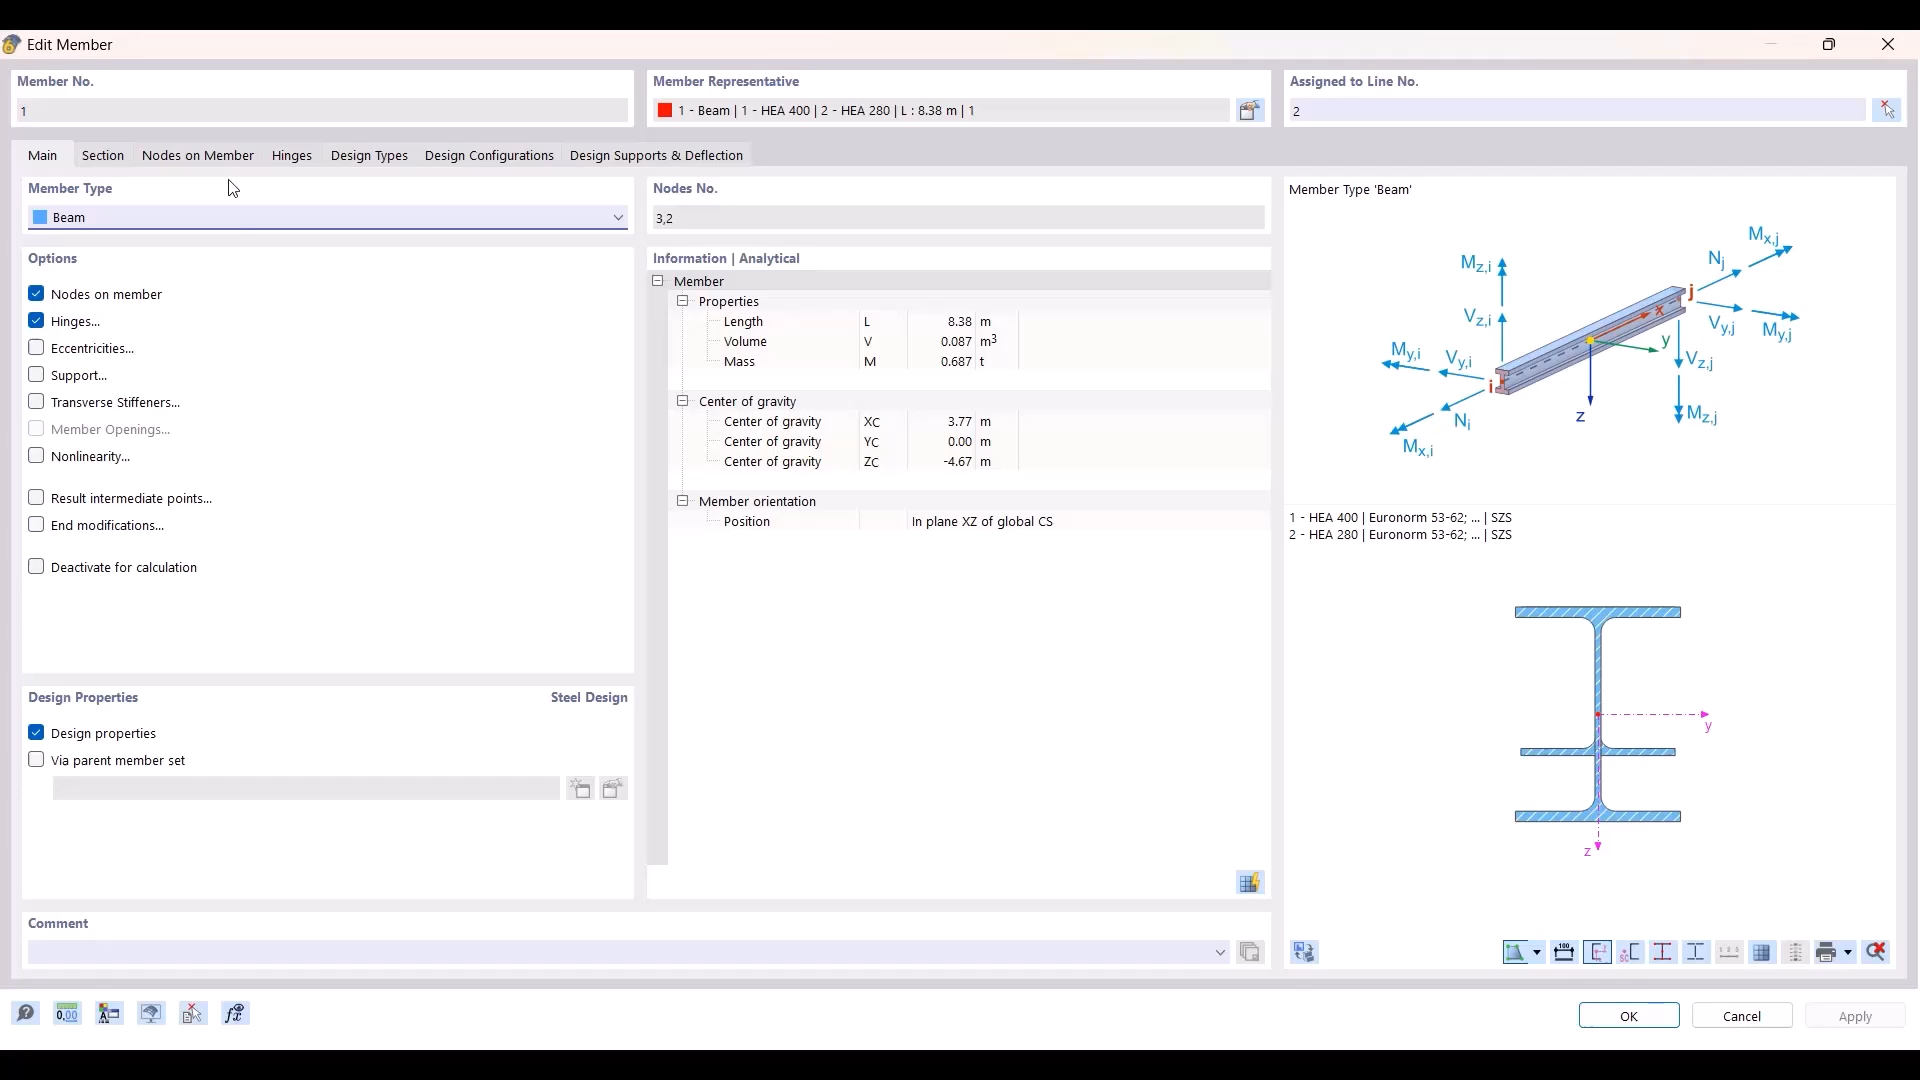 Edit Member
Member No.
1
Member Representative
1 - Beam | 1 - HEA 400 | 2 - HEA 280 | L : 8.38 m | 1
Assigned to Line No.
2
Main Section Nodes on Member Hinges Design Types Design Configurations Design Supports & Deflection
Member Type
Beam
Options
Nodes on member
Hinges...
Eccentricities...
Support...
Transverse Stiffeners...
Member Openings...
Nonlinearity...
Result intermediate points...
End modifications...
Deactivate for calculation
Design Properties Steel Design
Design properties
Via parent member set
Nodes No.
3,2
Information | Analytical
Member
Properties
Length L 8.38 m
Volume V 0.087 m3
Mass M 0.687 t
Center of gravity
Center of gravity XC 3.77 m
Center of gravity YC 0.00 m
Center of gravity ZC -4.67 m
Member orientation
Position In plane XZ of global CS
Comment
Member Type 'Beam'
Mx,j
Nj
Mz,i
j
Vz,i
x
Vy,j
My,j
y
My,i
Vy,i
Vz,j
i
z
Mz,j
Ni
Mx,i
1 - HEA 400 | Euronorm 53-62; ... | SZS
2 - HEA 280 | Euronorm 53-62; ... | SZS
y
z
100
SC
0,00
fx
OK Cancel Apply